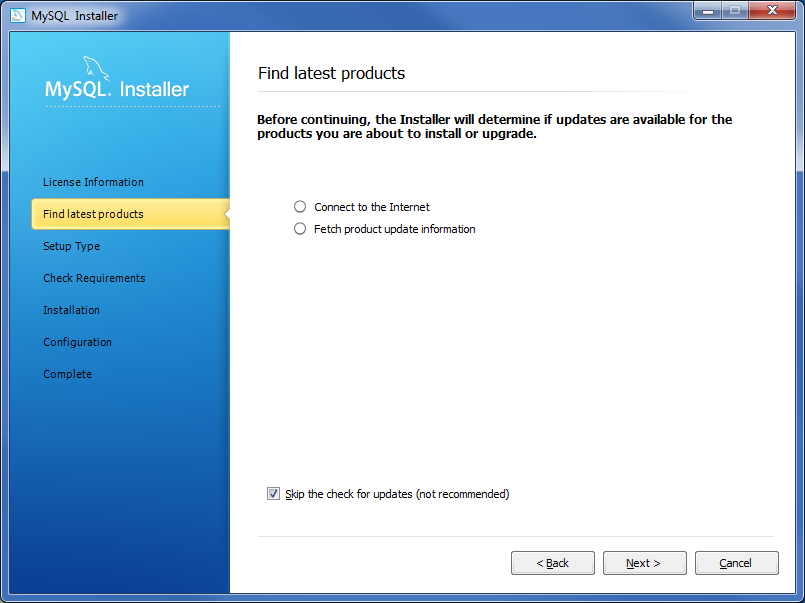 MySQL Installer
MySQL. Installer
License Information
Find latest products
Setup Type
Check Requirements
Installation
Configuration
Complete
Find latest products
Before continuing, the Installer will determine if updates are available for the
products you are about to install or upgrade.
Connect to the Internet
Fetch product update information
Skip the check for updates (not recommended)
< Back
Next >
Cancel